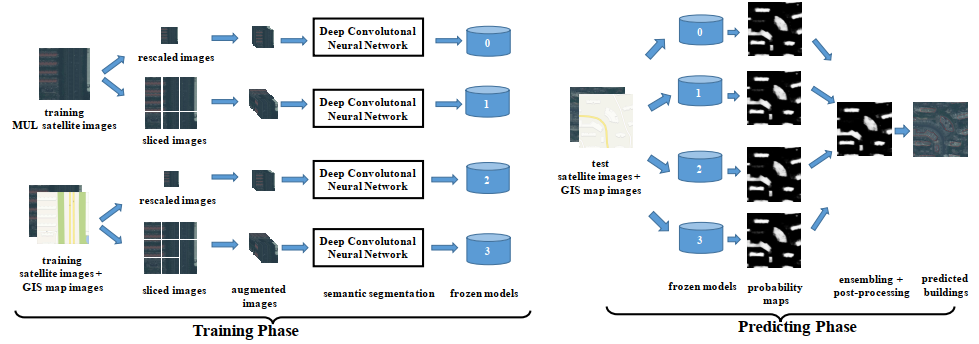 training
MUL satellite images
rescaled images
sliced images
Deep Convolutonal
Neural Network
0
Deep Convolutonal
Neural Network
1
training
satellite images +
GIS map images
rescaled images
sliced images
augmented
images
Deep Convolutonal
Neural Network
2
Deep Convolutonal
Neural Network
3
semantic segmentation
frozen models
Training Phase
test
satellite images +
GIS map images
0
1
2
3
frozen models
probability
maps
ensembling +
post-processing
predicted
buildings
Predicting Phase